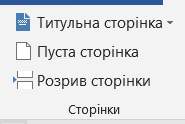 Титульна сторінка
Пуста сторінка
Розрив сторінки
Сторінки